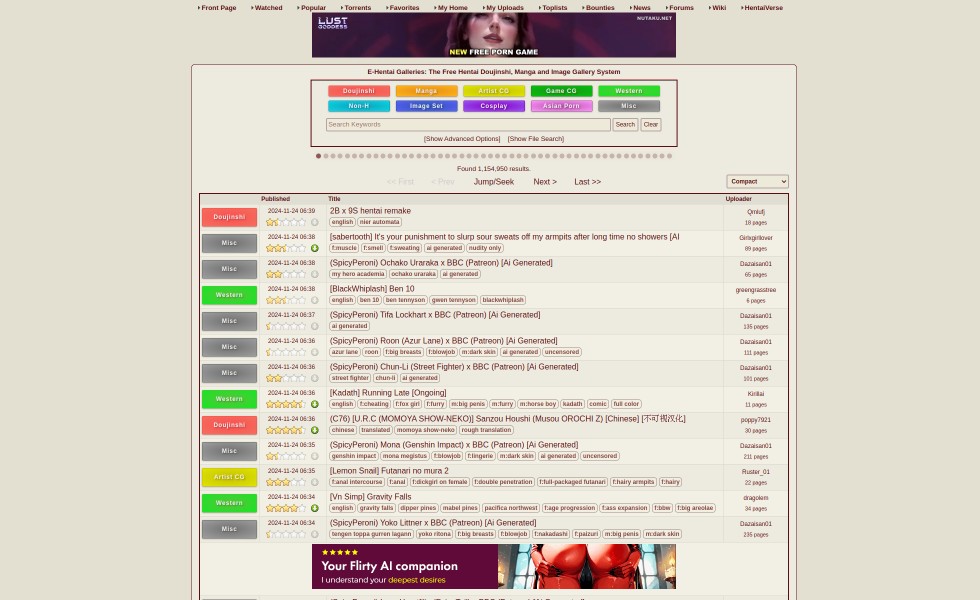 Front Page Watched Popular Torrents Favorites My Home My Uploads Toplists Bounties News Forums Wiki HentaiVerse
LUST GODDESS
NUTAKU.NET
NEW FREE PORN GAME
E-Hentai Galleries: The Free Hentai Doujinshi, Manga and Image Gallery System
Doujinshi Manga Artist CG Game CG Western
Non-H Image Set Cosplay Asian Porn Misc
Search Keywords Search Clear
[Show Advanced Options] [Show File Search]
Found 1,154,950 results.
<< First < Prev Jump/Seek Next > Last >> Compact
Published Title Uploader
Doujinshi 2024-11-24 06:39 2B x 9S hentai remake Qmlufj
english nier automata 18 pages
Misc 2024-11-24 06:38 [sabertooth] It's your punishment to slurp sour sweats off my armpits after long time no showers [AI Girlsgirllover
f:muscle f:smell f:sweating ai generated nudity only 89 pages
Misc 2024-11-24 06:38 (SpicyPeroni) Ochako Uraraka x BBC (Patreon) [Ai Generated] Dazaisan01
my hero academia ochako uraraka ai generated 65 pages
Western 2024-11-24 06:38 [BlackWhiplash] Ben 10 greengrasstree
english ben 10 ben tennyson gwen tennyson blackwhiplash 6 pages
Misc 2024-11-24 06:37 (SpicyPeroni) Tifa Lockhart x BBC (Patreon) [Ai Generated] Dazaisan01
ai generated 135 pages
Misc 2024-11-24 06:36 (SpicyPeroni) Roon (Azur Lane) x BBC (Patreon) [Ai Generated] Dazaisan01
azur lane roon f:big breasts f:blowjob m:dark skin ai generated uncensored 111 pages
Misc 2024-11-24 06:36 (SpicyPeroni) Chun-Li (Street Fighter) x BBC (Patreon) [Ai Generated] Dazaisan01
street fighter chun-li ai generated 101 pages
Western 2024-11-24 06:36 [Kadath] Running Late [Ongoing] Kirillai
english f:cheating f:fox girl f:furry m:big penis m:furry m:horse boy kadath comic full color 11 pages
Doujinshi 2024-11-24 06:36 (C76) [U.R.C (MOMOYA SHOW-NEKO)] Sanzou Houshi (Musou OROCHI Z) [Chinese] [不可视汉化] poppy7921
chinese translated momoya show-neko rough translation 30 pages
Misc 2024-11-24 06:35 (SpicyPeroni) Mona (Genshin Impact) x BBC (Patreon) [Ai Generated] Dazaisan01
genshin impact mona megistus f:blowjob f:lingerie m:dark skin ai generated uncensored 211 pages
Artist CG 2024-11-24 06:35 [Lemon Snail] Futanari no mura 2 Ruster_01
f:anal intercourse f:anal f:dickgirl on female f:double penetration f:full-packaged futanari f:hairy armpits f:hairy 22 pages
Western 2024-11-24 06:34 [Vn Simp] Gravity Falls dragolem
english gravity falls dipper pines mabel pines pacifica northwest f:age progression f:ass expansion f:bbw f:big areolae 34 pages
Misc 2024-11-24 06:34 (SpicyPeroni) Yoko Littner x BBC (Patreon) [Ai Generated] Dazaisan01
tengen toppa gurren lagann yoko ritona f:big breasts f:blowjob f:nakadashi f:paizuri m:big penis m:dark skin 235 pages
Your Flirty AI companion
I understand your deepest desires